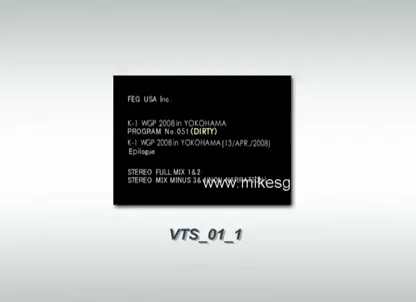 FEG USA Inc.
K-1 WGP 2008 in YOKOHAMA
PROGRAM No.051(DIRTY)
K-1 WGP 2008 in YOKOHAMA(13/APR./2008)
Epilogue
STEREO FULL MIX 1&2
STEREO MIX MINUS 3&
www.mikesg
VTS_01_1